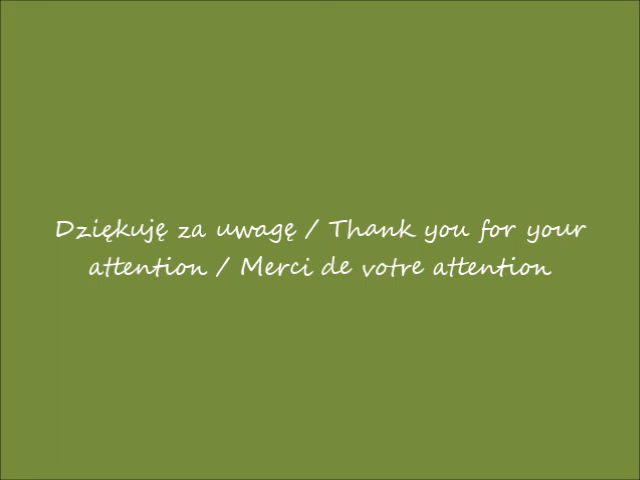 Dziękuję za uwagę / Thank you for your
attention / Merci de votre attention